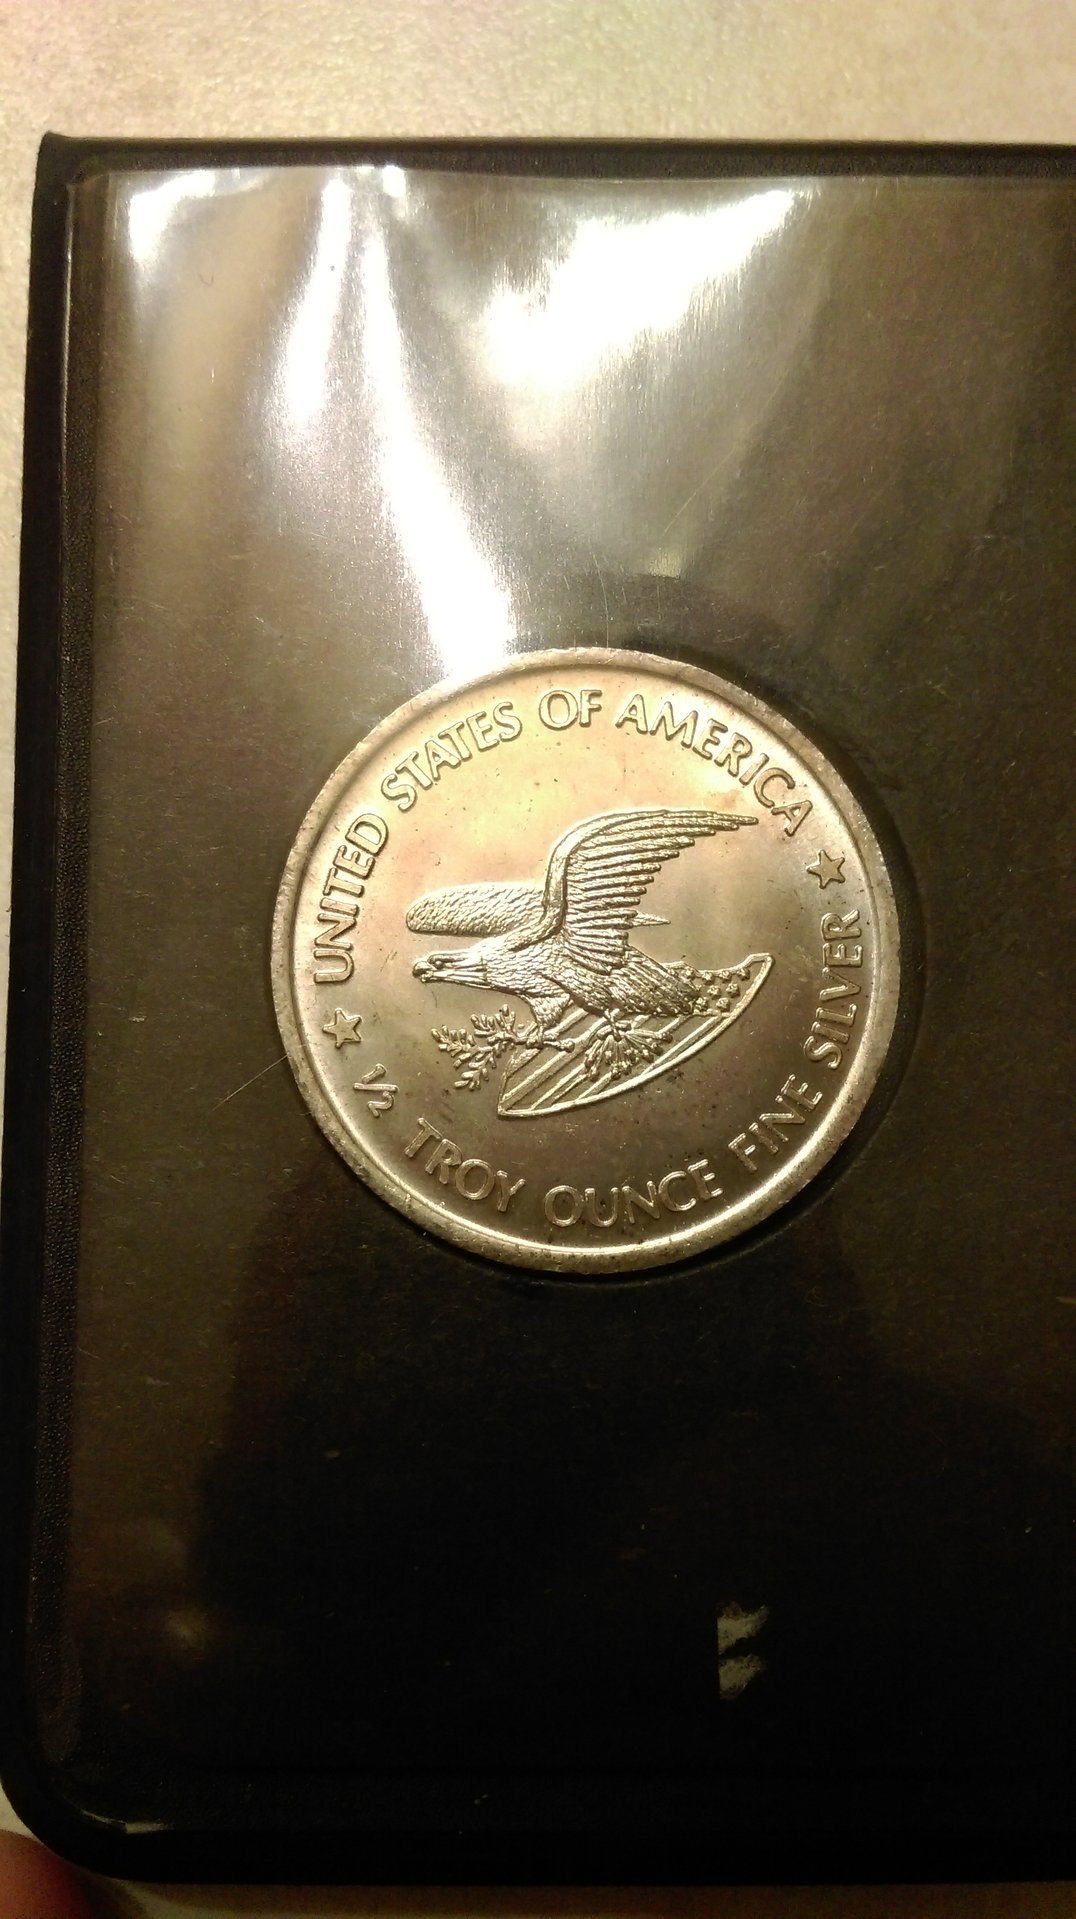 UNITED STATES OF AMERICA
1/2 TROY OUNCE FINE SILVER